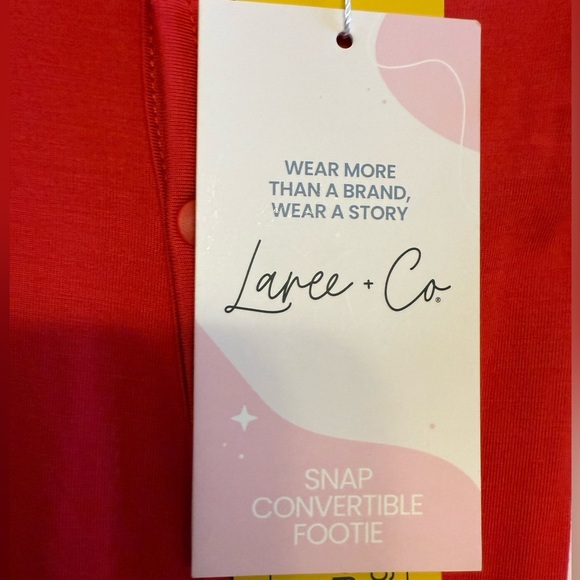 WEAR MORE
THAN A BRAND,
WEAR A STORY
Laree + Co®
SNAP
CONVERTIBLE
FOOTIE